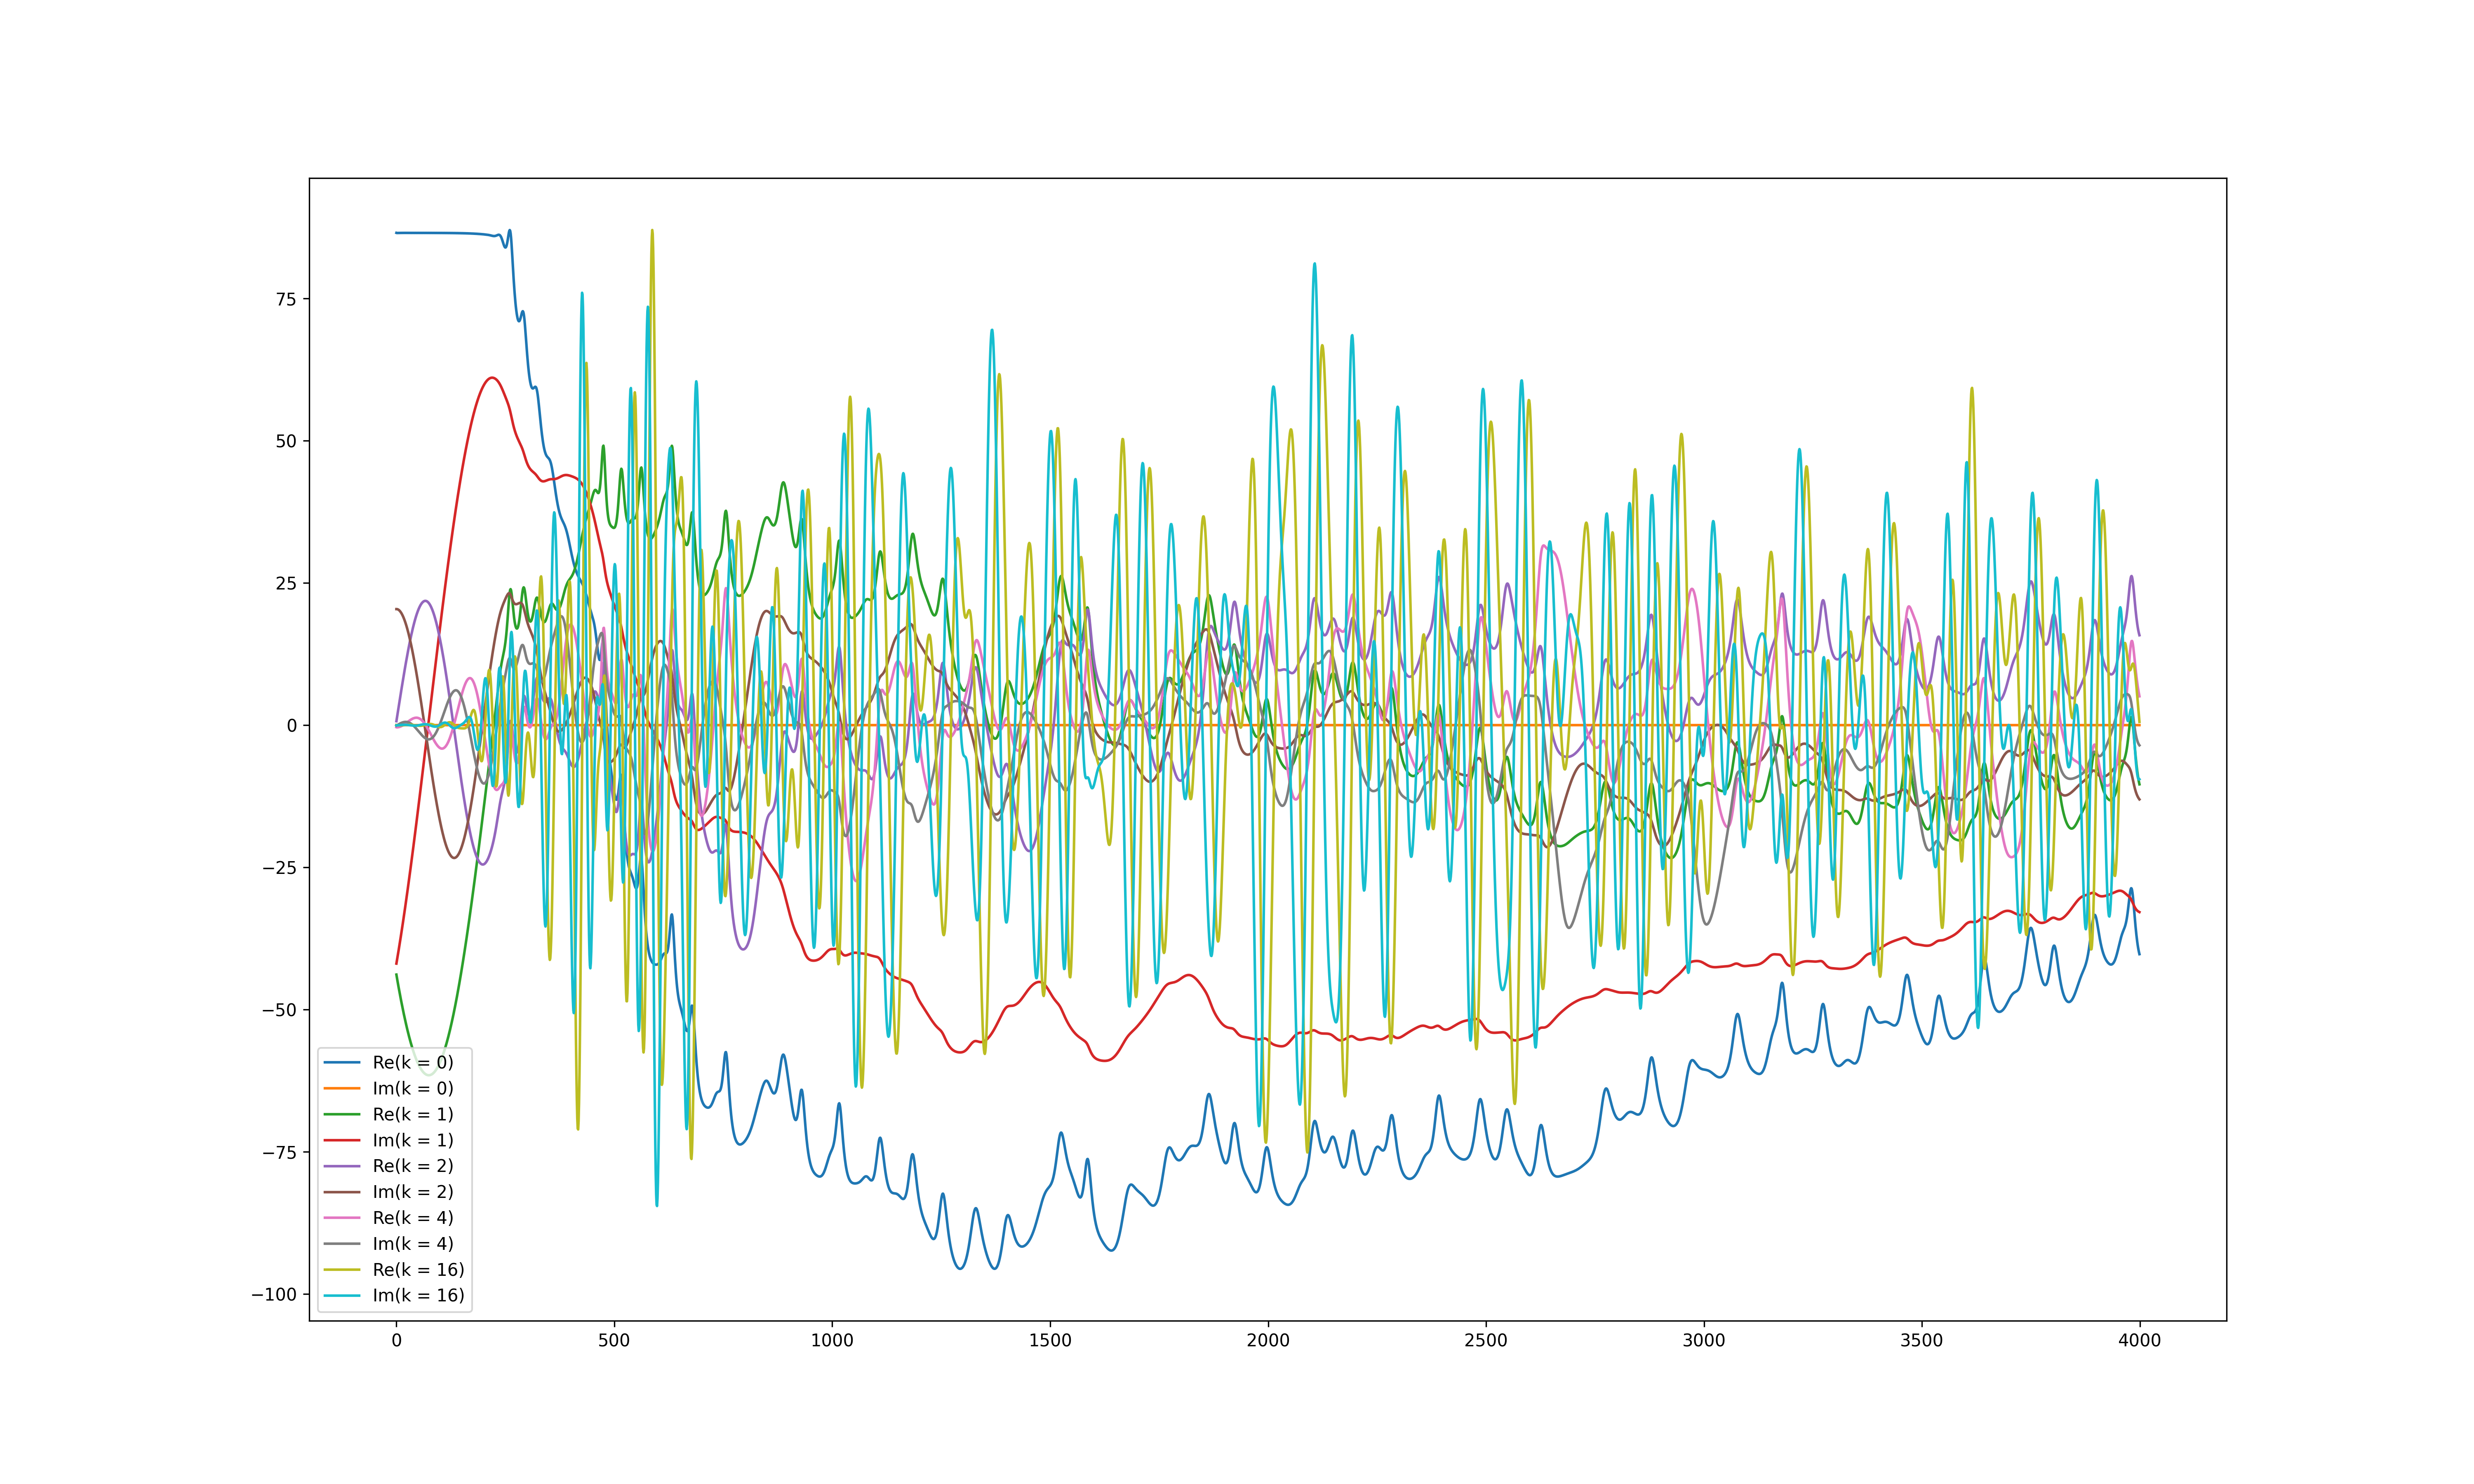 75
50
25
0
−25
−50
−75
−100
Re(k = 0)
Im(k = 0)
Re(k = 1)
Im(k = 1)
Re(k = 2)
Im(k = 2)
Re(k = 4)
Im(k = 4)
Re(k = 16)
Im(k = 16)
0 500 1000 1500 2000 2500 3000 3500 4000